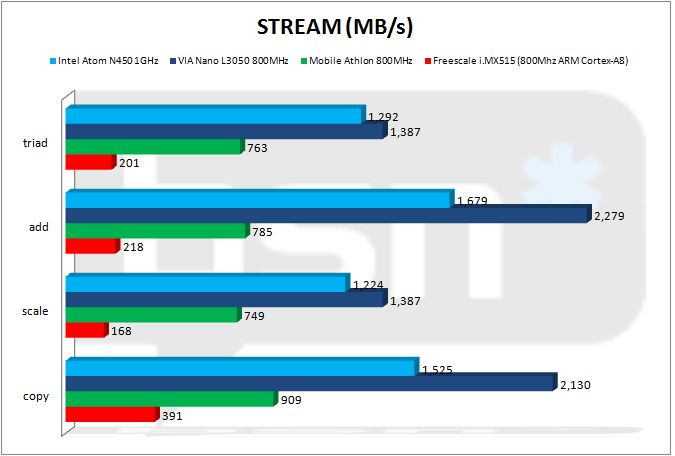 STREAM (MB/s)
Intel Atom N450 1GHz VIA Nano L3050 800MHz Mobile Athlon 800MHz Freescale i.MX515 (800Mhz ARM Cortex-A8)
triad
1,292
1,387
763
201
add
1,679
2,279
785
218
scale
1,224
1,387
749
168
copy
1,525
2,130
909
391
bsn*